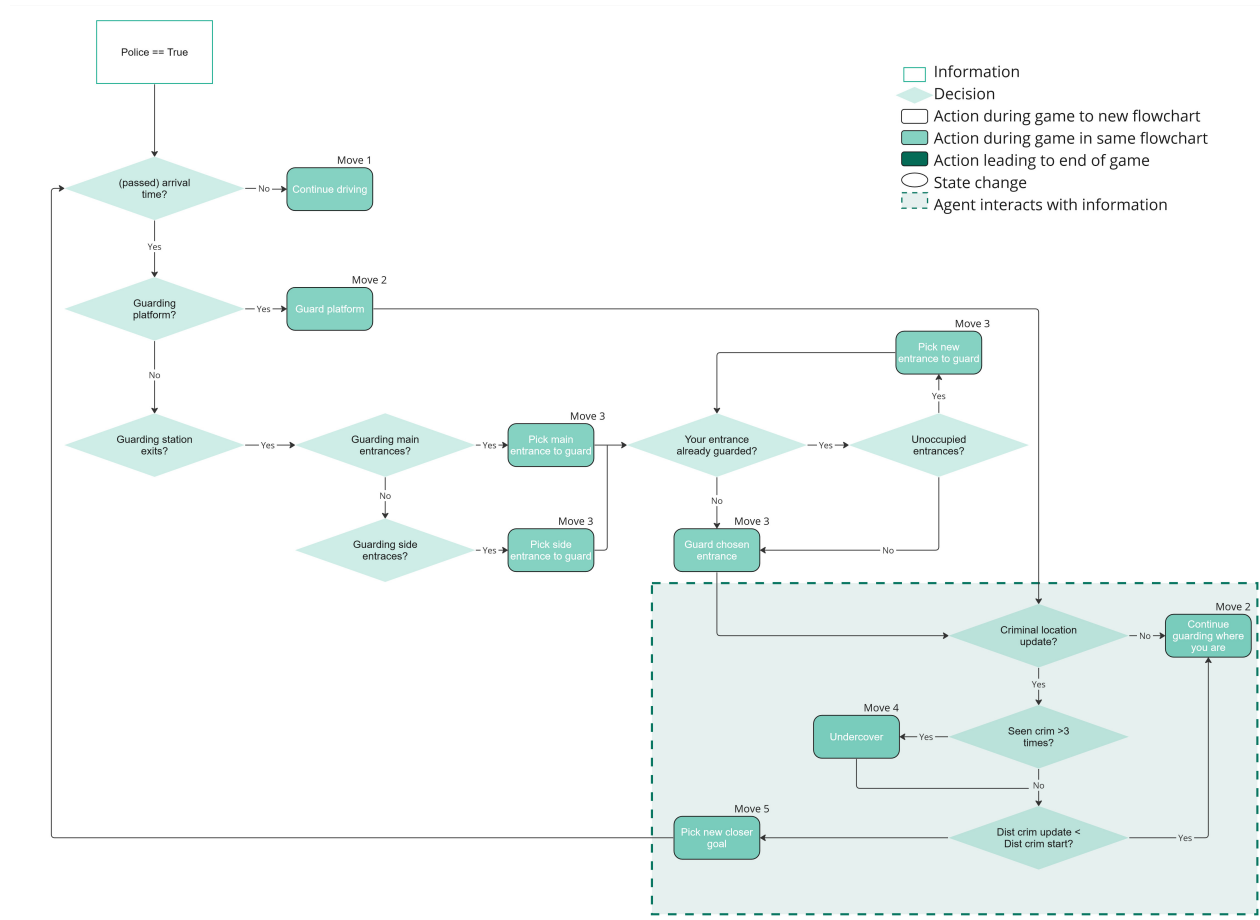 Police == True
Information
Decision
Action during game to new flowchart
Action during game in same flowchart
Action leading to end of game
State change
Agent interacts with information
(passed) arrival
time?
No
Move 1
Continue driving
Yes
Guarding
platform?
Yes
Move 2
Guard platform
No
Move 3
Pick new
entrance to guard
Yes
Guarding station
exits?
Yes
Guarding main
entrances?
Yes
Move 3
Pick main
entrance to guard
Your entrance
already guarded?
Yes
Unoccupied
entrances?
No
No
Guarding side
entraces?
Yes
Move 3
Pick side
entrance to guard
Move 3
Guard chosen
entrance
No
Criminal location
update?
No
Move 2
Continue
guarding where
you are
Yes
Move 4
Undercover
Yes
Seen crim >3
times?
No
Move 5
Pick new closer
goal
Dist crim update <
Dist crim start?
Yes